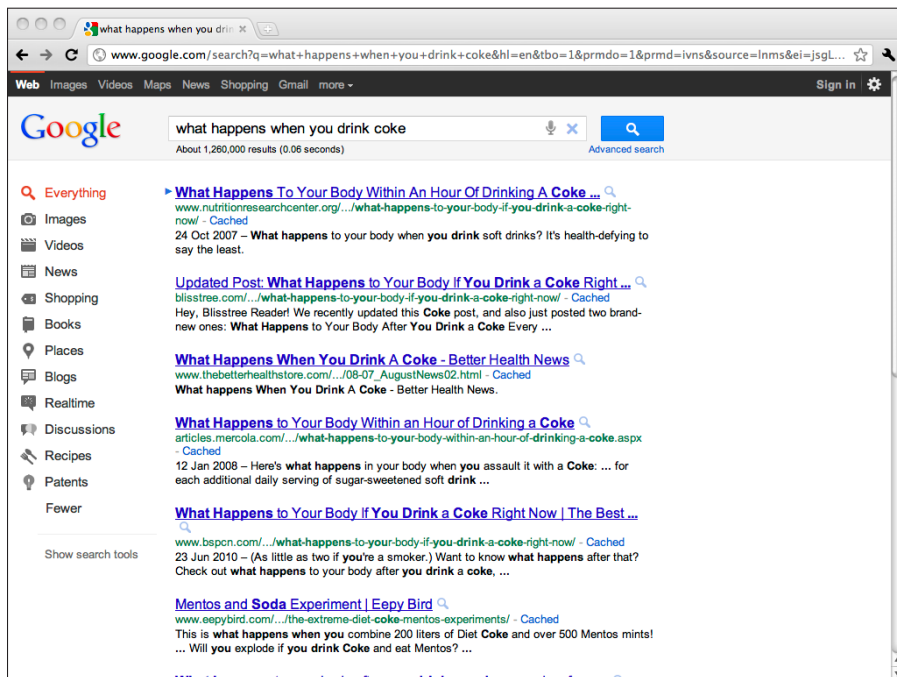 what happens when you drin
www.google.com/search?q=what+happens+when+you+drink+coke&hl=en&tbo=1&prmdo=1&prmd=ivns&source=lnms&ei=jsgL...
Web Images Videos Maps News Shopping Gmail more
Sign in
Google
what happens when you drink coke
About 1,260,000 results (0.06 seconds)
Advanced search
Everything
Images
Videos
News
Shopping
Books
Places
Blogs
Realtime
Discussions
Recipes
Patents
Fewer
Show search tools
What Happens To Your Body Within An Hour Of Drinking A Coke ...
www.nutritionresearchcenter.org/.../what-happens-to-your-body-if-you-drink-a-coke-right-
now/ - Cached
24 Oct 2007 – What happens to your body when you drink soft drinks? It's health-defying to
say the least.
Updated Post: What Happens to Your Body If You Drink a Coke Right ...
blisstree.com/.../what-happens-to-your-body-if-you-drink-a-coke-right-now/ - Cached
Hey, Blisstree Reader! We recently updated this Coke post, and also just posted two brand-
new ones: What Happens to Your Body After You Drink a Coke Every ...
What Happens When You Drink A Coke - Better Health News
www.thebetterhealthstore.com/.../08-07_AugustNews02.html - Cached
What happens When You Drink A Coke - Better Health News.
What Happens to Your Body Within an Hour of Drinking a Coke
articles.mercola.com/.../what-happens-to-your-body-within-an-hour-of-drinking-a-coke.aspx
- Cached
12 Jan 2008 – Here's what happens in your body when you assault it with a Coke: ... for
each additional daily serving of sugar-sweetened soft drink ...
What Happens to Your Body If You Drink a Coke Right Now | The Best ...
www.bspcn.com/.../what-happens-to-your-body-if-you-drink-a-coke-right-now/ - Cached
23 Jun 2010 – (As little as two if you're a smoker.) Want to know what happens after that?
Check out what happens to your body after you drink a coke, ...
Mentos and Soda Experiment | Eepy Bird
www.eepybird.com/.../the-extreme-diet-coke-mentos-experiments/ - Cached
This is what happens when you combine 200 liters of Diet Coke and over 500 Mentos mints!
... Will you explode if you drink Coke and eat Mentos? ...